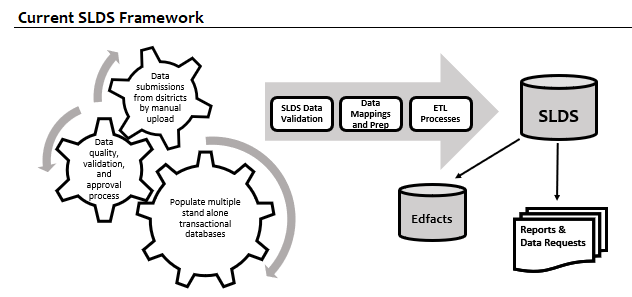 Current SLDS Framework
Data
submissions
from dsitricts
by manual
upload
Data
quality,
validation,
and
approval
process
Populate multiple
stand alone
transactional
databases
SLDS Data
Validation
Data
Mappings
and Prep
ETL
Processes
SLDS
Edfacts
Reports &
Data Requests